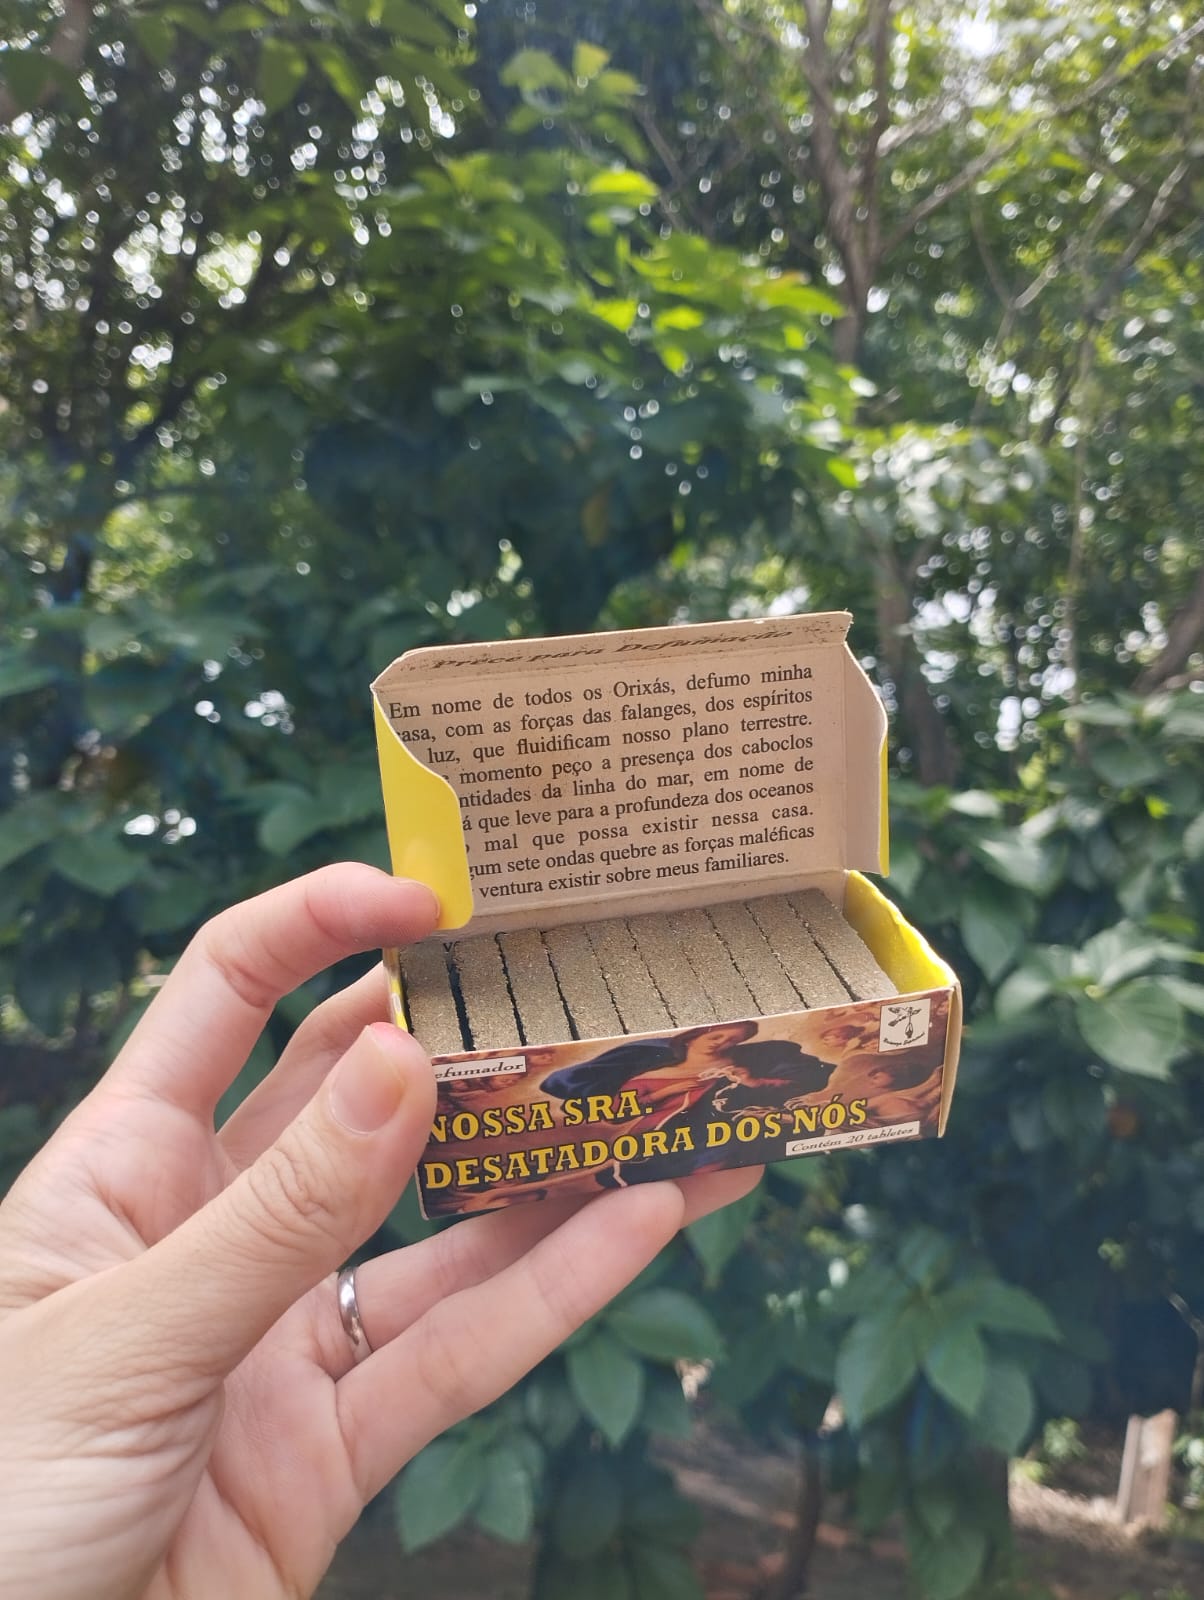 Prece para Defumação
Em nome de todos os Orixás, defumo minha
asa, com as forças das falanges, dos espíritos
luz, que fluidificam nosso plano terrestre.
momento peço a presença dos caboclos
ntidades da linha do mar, em nome de
á que leve para a profundeza dos oceanos
mal que possa existir nessa casa.
gum sete ondas quebre as forças maléficas
ventura existir sobre meus familiares.
efumador
NOSSA SRA.
DESATADORA DOS NÓS
Contém 20 tabletes